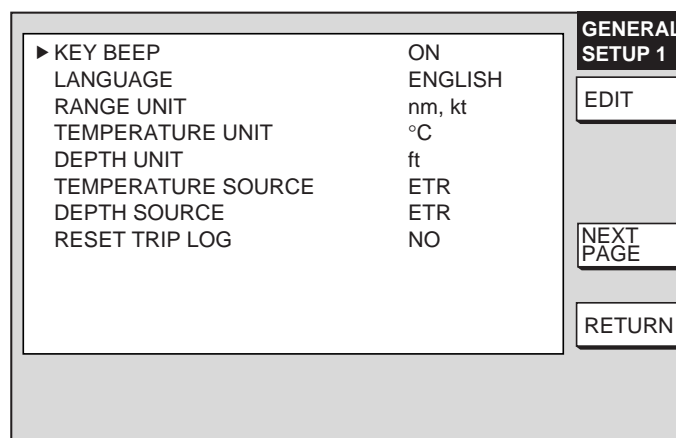 GENERAL
SETUP 1
▶ KEY BEEP ON
LANGUAGE ENGLISH
RANGE UNIT nm, kt
TEMPERATURE UNIT °C
DEPTH UNIT ft
TEMPERATURE SOURCE ETR
DEPTH SOURCE ETR
RESET TRIP LOG NO
EDIT
NEXT
PAGE
RETURN